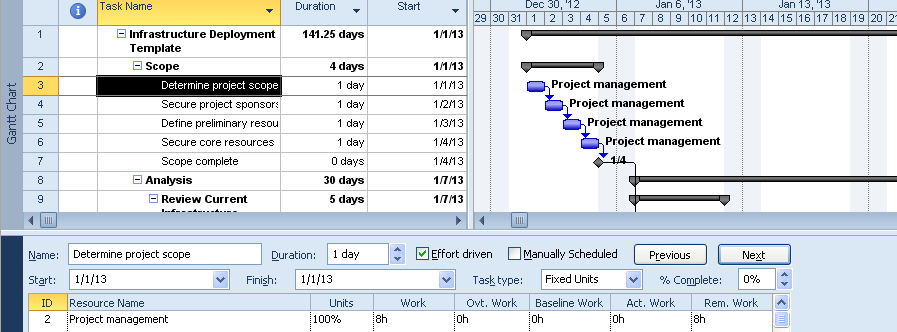 Task Name Duration Start
Dec 30, '12 Jan 6, '13 Jan 13, '13
29 30 31 1 2 3 4 5 6 7 8 9 10 11 12 13 14 15 16 17 18 19 20 21
Gantt Chart
1 Infrastructure Deployment Template 141.25 days 1/1/13
2 Scope 4 days 1/1/13
3 Determine project scope 1 day 1/1/13 Project management
4 Secure project sponsors 1 day 1/2/13 Project management
5 Define preliminary resou 1 day 1/3/13 Project management
6 Secure core resources 1 day 1/4/13 Project management
7 Scope complete 0 days 1/4/13 1/4
8 Analysis 30 days 1/7/13
9 Review Current Infrastructure 5 days 1/7/13
Name: Determine project scope Duration: 1 day Effort driven Manually Scheduled Previous Next
Start: 1/1/13 Finish: 1/1/13 Task type: Fixed Units % Complete: 0%
ID Resource Name Units Work Ovt. Work Baseline Work Act. Work Rem. Work
2 Project management 100% 8h 0h 0h 0h 8h